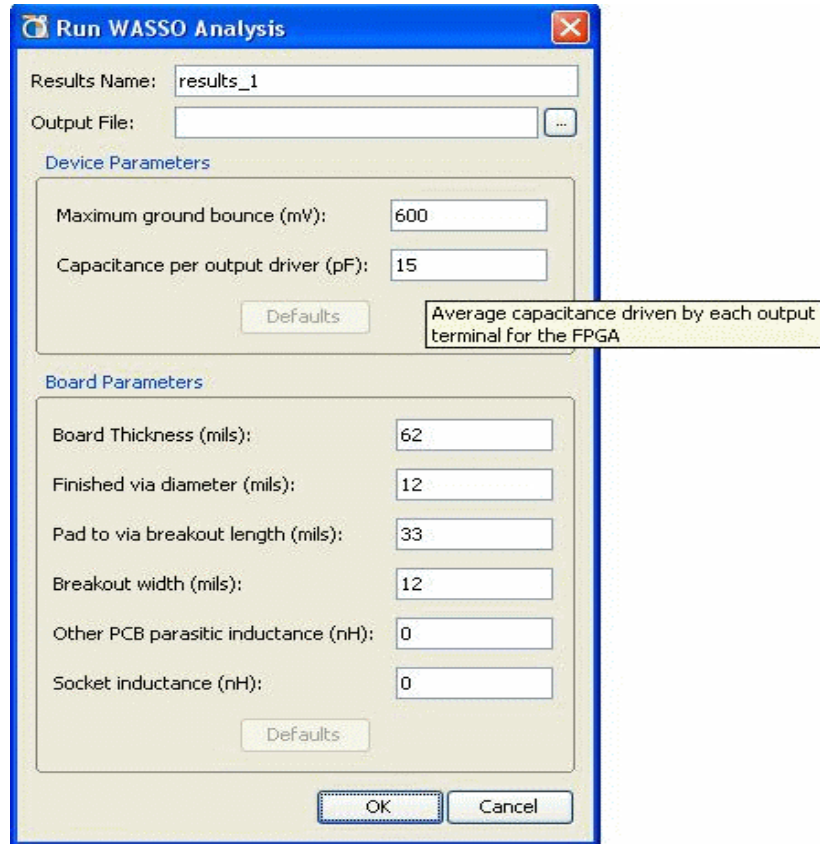 Run WASSO Analysis
Results Name: results_1
Output File: ...
Device Parameters
Maximum ground bounce (mV): 600
Capacitance per output driver (pF): 15
Defaults
Average capacitance driven by each output
terminal for the FPGA
Board Parameters
Board Thickness (mils): 62
Finished via diameter (mils): 12
Pad to via breakout length (mils): 33
Breakout width (mils): 12
Other PCB parasitic inductance (nH): 0
Socket inductance (nH): 0
Defaults
OK Cancel